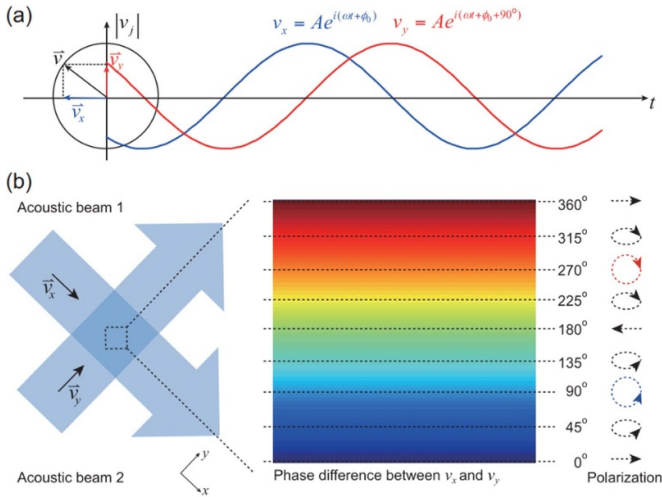 (a)
|v_j|
v_x = Ae^{i(ωt+ϕ_0)} v_y = Ae^{i(ωt+ϕ_0+90°)}
v⃗
v⃗_y
v⃗_x
t
(b)
Acoustic beam 1
v⃗_x
v⃗_y
Acoustic beam 2
y
x
360°
315°
270°
225°
180°
135°
90°
45°
0°
Phase difference between v_x and v_y
Polarization